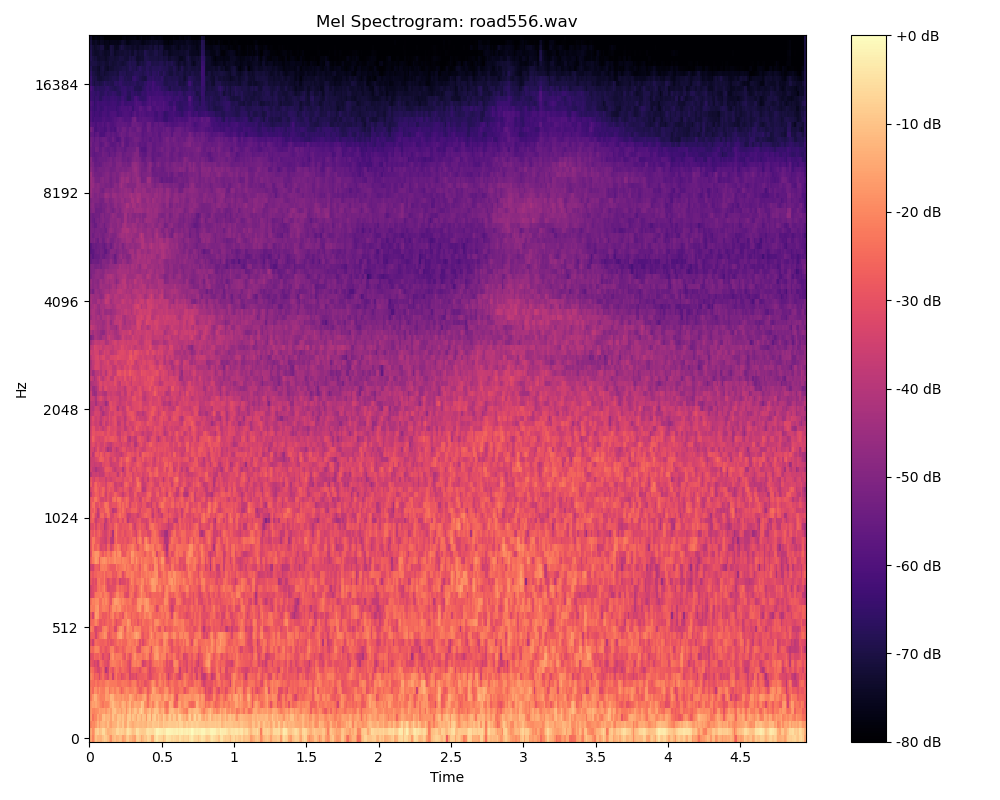 Mel Spectrogram: road556.wav
+0 dB
16384
-10 dB
8192
-20 dB
4096
-30 dB
Hz
2048
-40 dB
1024
-50 dB
512
-60 dB
-70 dB
0
-80 dB
0 0.5 1 1.5 2 2.5 3 3.5 4 4.5
Time